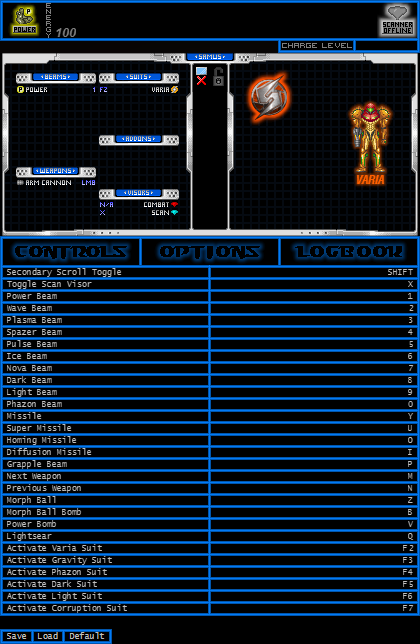 P
POWER
ENERGY
100
SCANNER
OFFLINE
CHARGE LEVEL
SAMUS
BEAMS
SUITS
P POWER 1 F2 VARIA
ADDONS
WEAPONS
ARM CANNON LMB
VISORS
N/A COMBAT
X SCAN
VARIA
CONTROLS OPTIONS LOGBOOK
Secondary Scroll Toggle SHIFT
Toggle Scan Visor X
Power Beam 1
Wave Beam 2
Plasma Beam 3
Spazer Beam 4
Pulse Beam 5
Ice Beam 6
Nova Beam 7
Dark Beam 8
Light Beam 9
Phazon Beam 0
Missile Y
Super Missile U
Homing Missile O
Diffusion Missile I
Grapple Beam P
Next Weapon M
Previous Weapon N
Morph Ball Z
Morph Ball Bomb B
Power Bomb V
Lightsear Q
Activate Varia Suit F2
Activate Gravity Suit F3
Activate Phazon Suit F4
Activate Dark Suit F5
Activate Light Suit F6
Activate Corruption Suit F7
Save Load Default